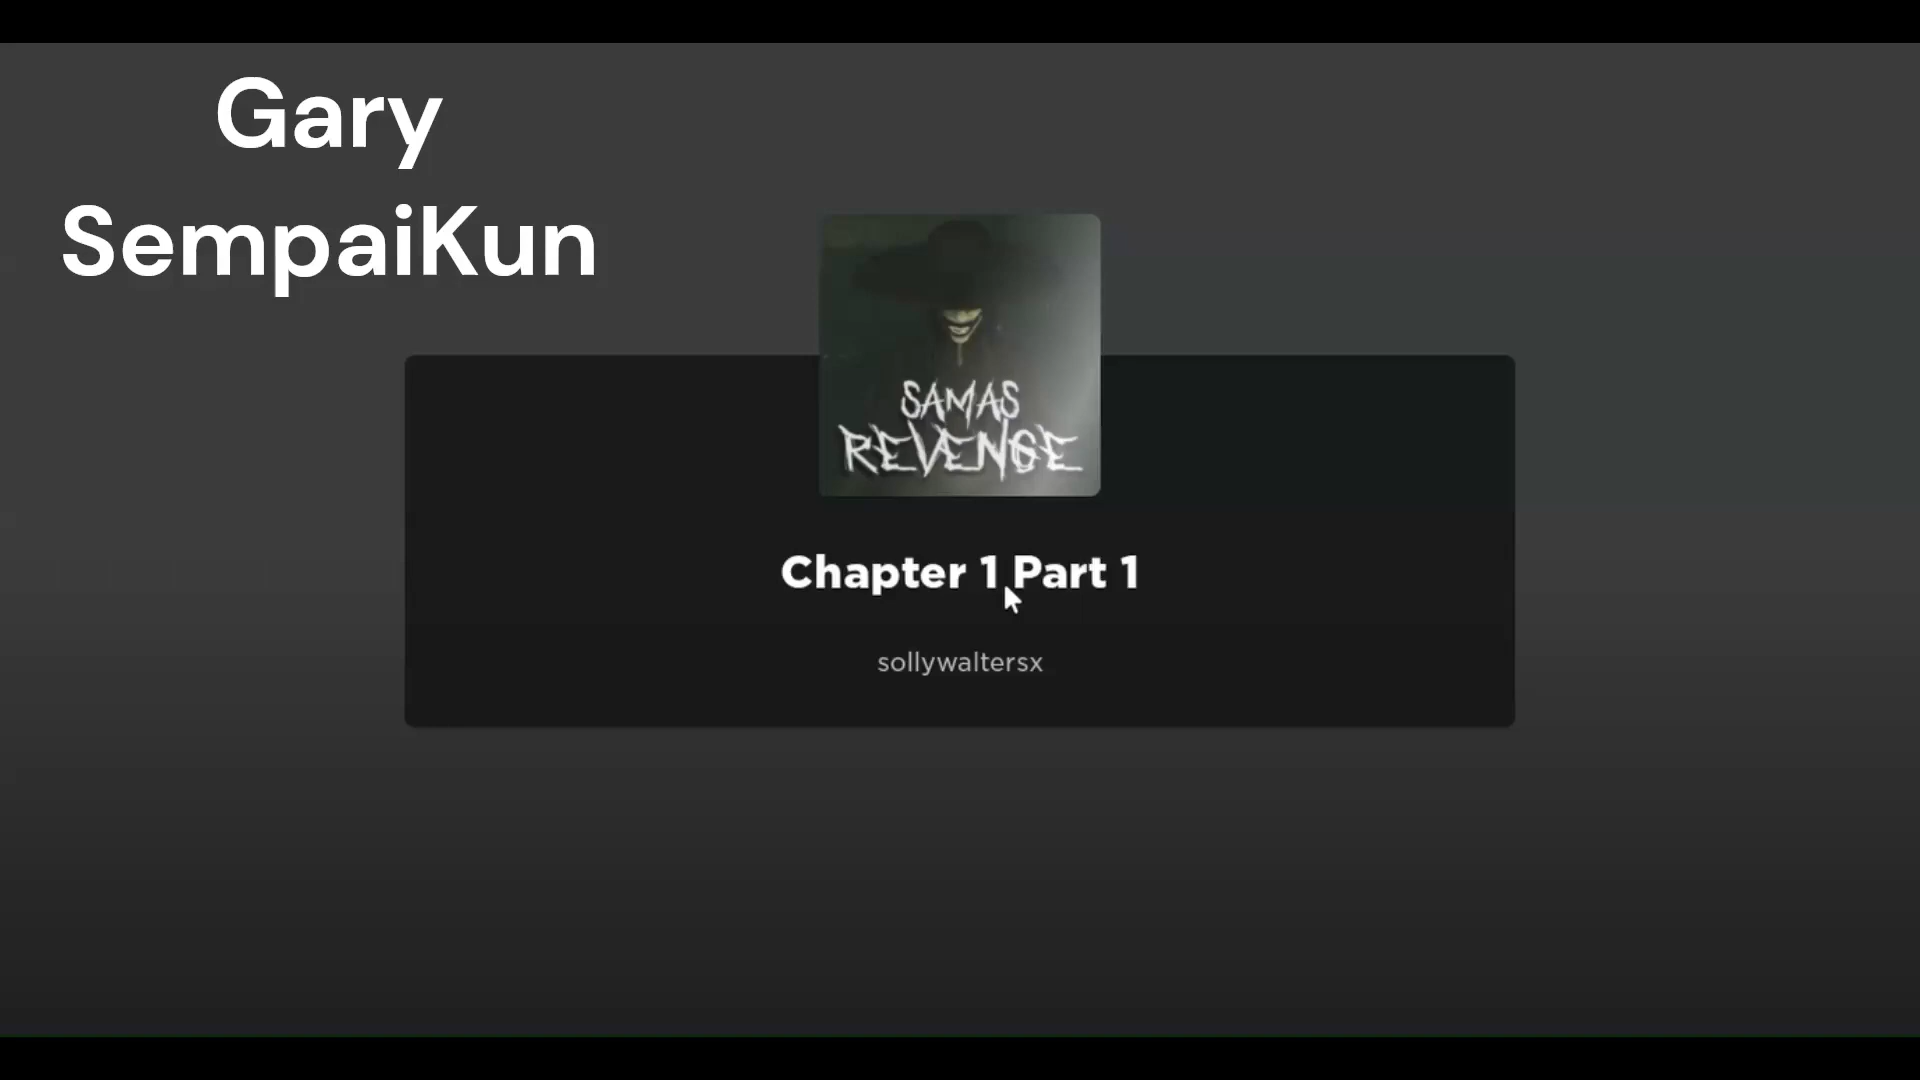 Gary
SempaiKun
SAMAS
REVENGE
Chapter 1 Part 1
sollywaltersx